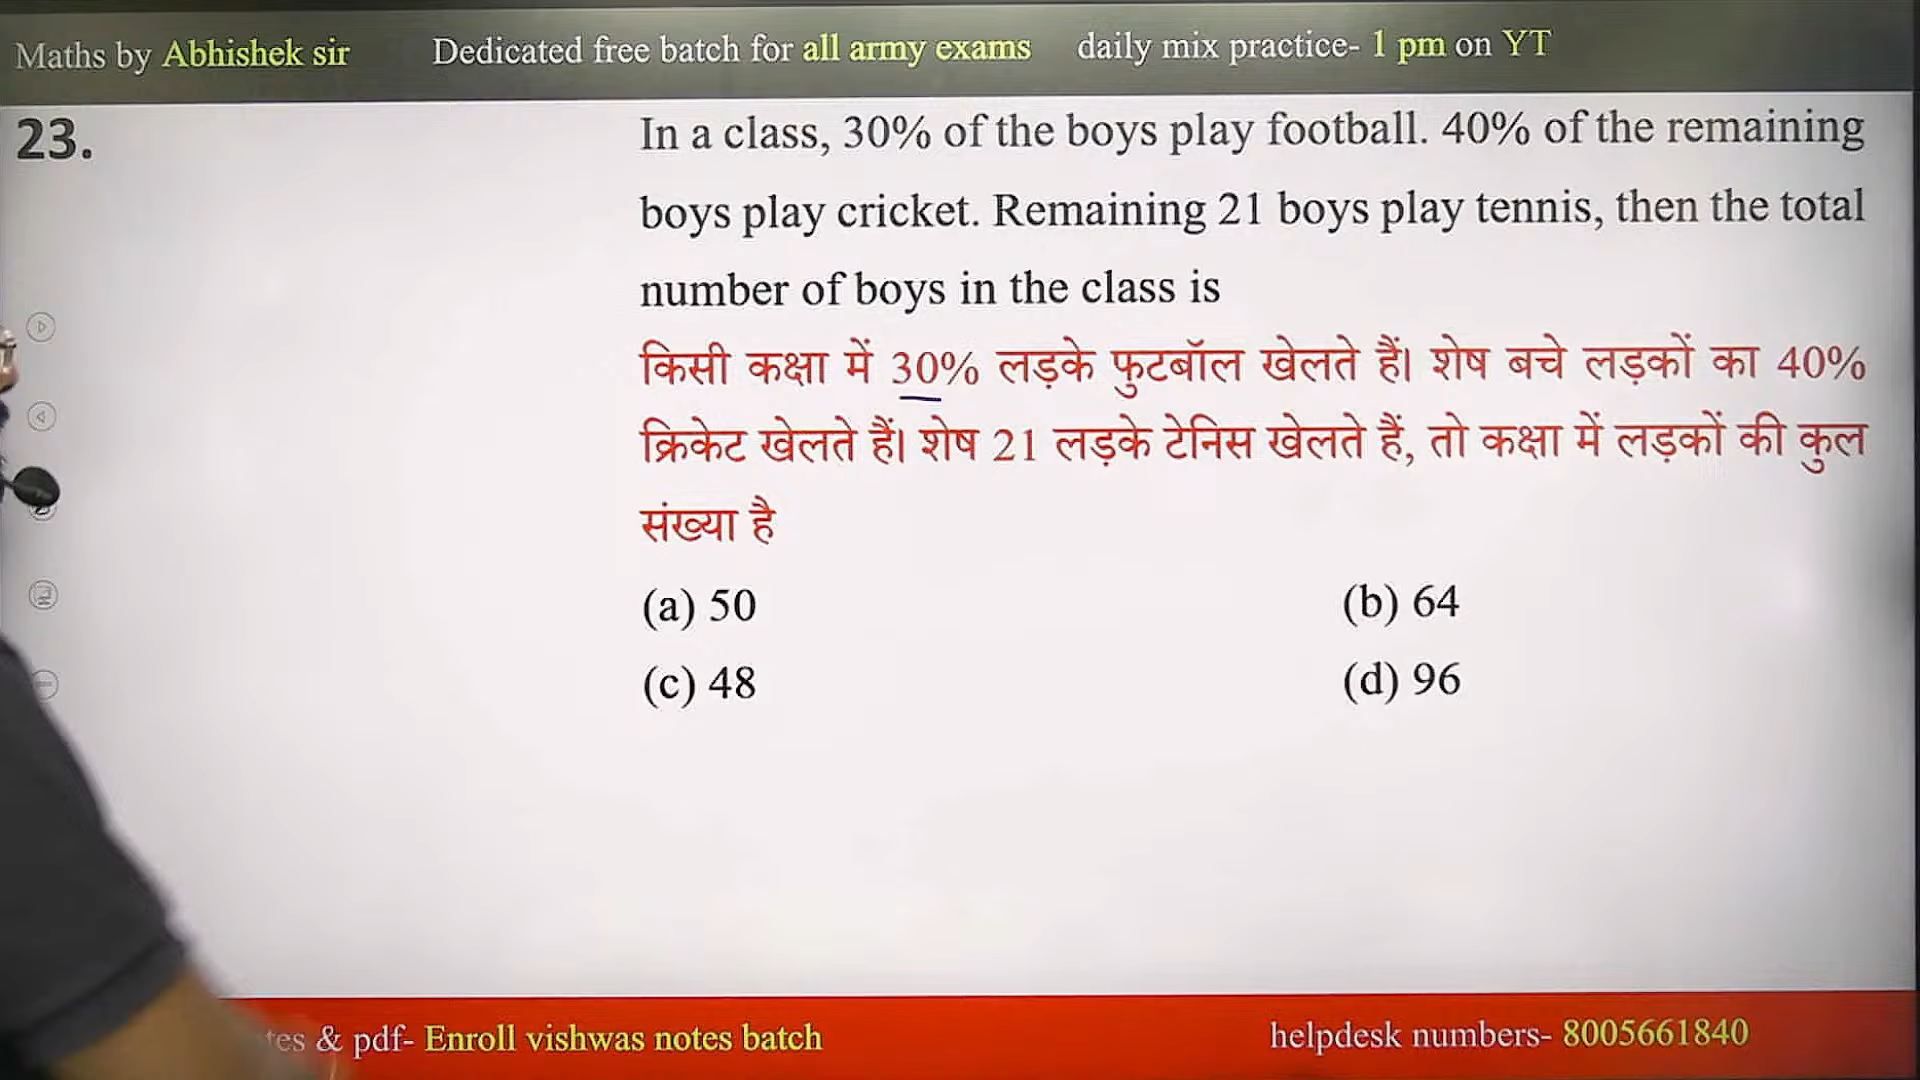 Maths by Abhishek sir Dedicated free batch for all army exams daily mix practice- 1 pm on YT
23.
In a class, 30% of the boys play football. 40% of the remaining
boys play cricket. Remaining 21 boys play tennis, then the total
number of boys in the class is
किसी कक्षा में 30% लड़के फुटबॉल खेलते हैं। शेष बचे लड़कों का 40%
क्रिकेट खेलते हैं। शेष 21 लड़के टेनिस खेलते हैं, तो कक्षा में लड़कों की कुल
संख्या है
(a) 50 (b) 64
(c) 48 (d) 96
& pdf- Enroll vishwas notes batch helpdesk numbers- 8005661840